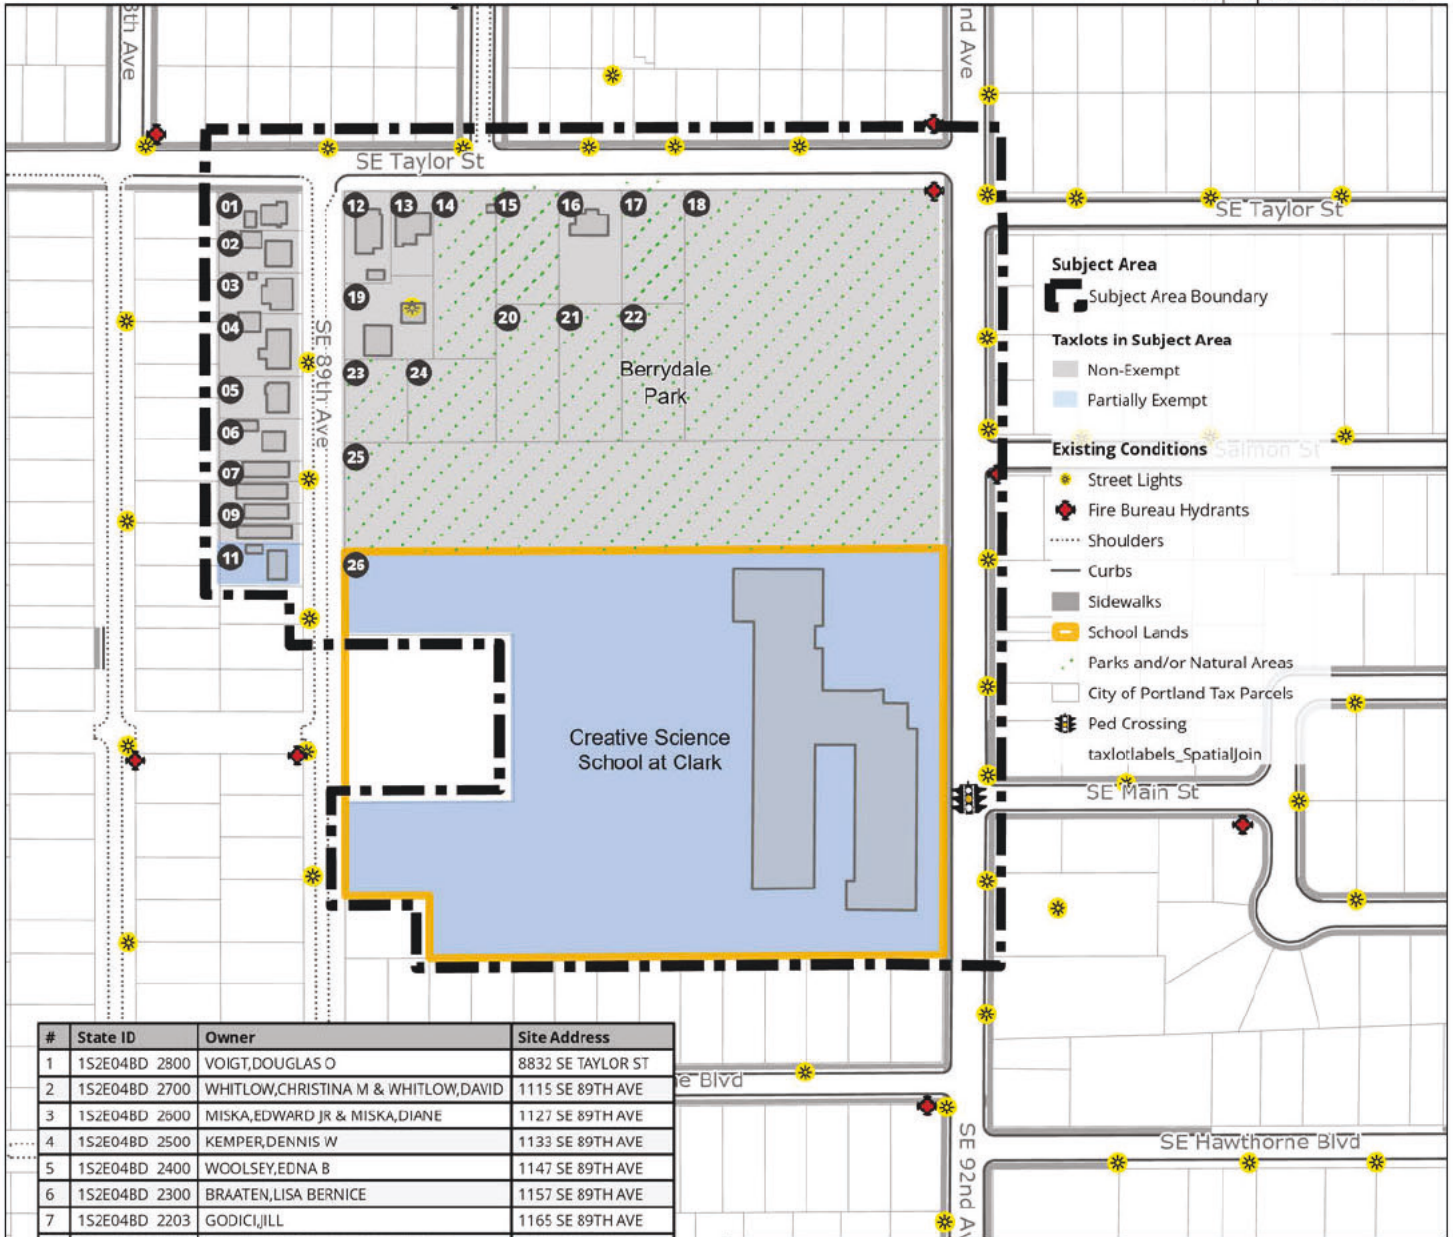 8th Ave
nd Ave
SE Taylor St
SE Taylor St
01
12
13
14
15
16
17
18
02
03
19
04
20
21
22
SE 89th Ave
23
24
Berrydale
Park
05
06
25
07
09
11
26
Creative Science
School at Clark
Subject Area
Subject Area Boundary
Taxlots in Subject Area
Non-Exempt
Partially Exempt
Salmon St
Existing Conditions
Street Lights
Fire Bureau Hydrants
Shoulders
Curbs
Sidewalks
School Lands
Parks and/or Natural Areas
City of Portland Tax Parcels
Ped Crossing
taxlotlabels_SpatialJoin
SE Main St
# State ID Owner Site Address
1 1S2E04BD 2800 VOIGT,DOUGLAS O 8832 SE TAYLOR ST
2 1S2E04BD 2700 WHITLOW,CHRISTINA M & WHITLOW,DAVID 1115 SE 89TH AVE
3 1S2E04BD 2600 MISKA,EDWARD JR & MISKA,DIANE 1127 SE 89TH AVE
4 1S2E04BD 2500 KEMPER,DENNIS W 1133 SE 89TH AVE
5 1S2E04BD 2400 WOOLSEY,EDNA B 1147 SE 89TH AVE
6 1S2E04BD 2300 BRAATEN,LISA BERNICE 1157 SE 89TH AVE
7 1S2E04BD 2203 GODICI,JILL 1165 SE 89TH AVE
ne Blvd
SE 92nd Av
SE Hawthorne Blvd